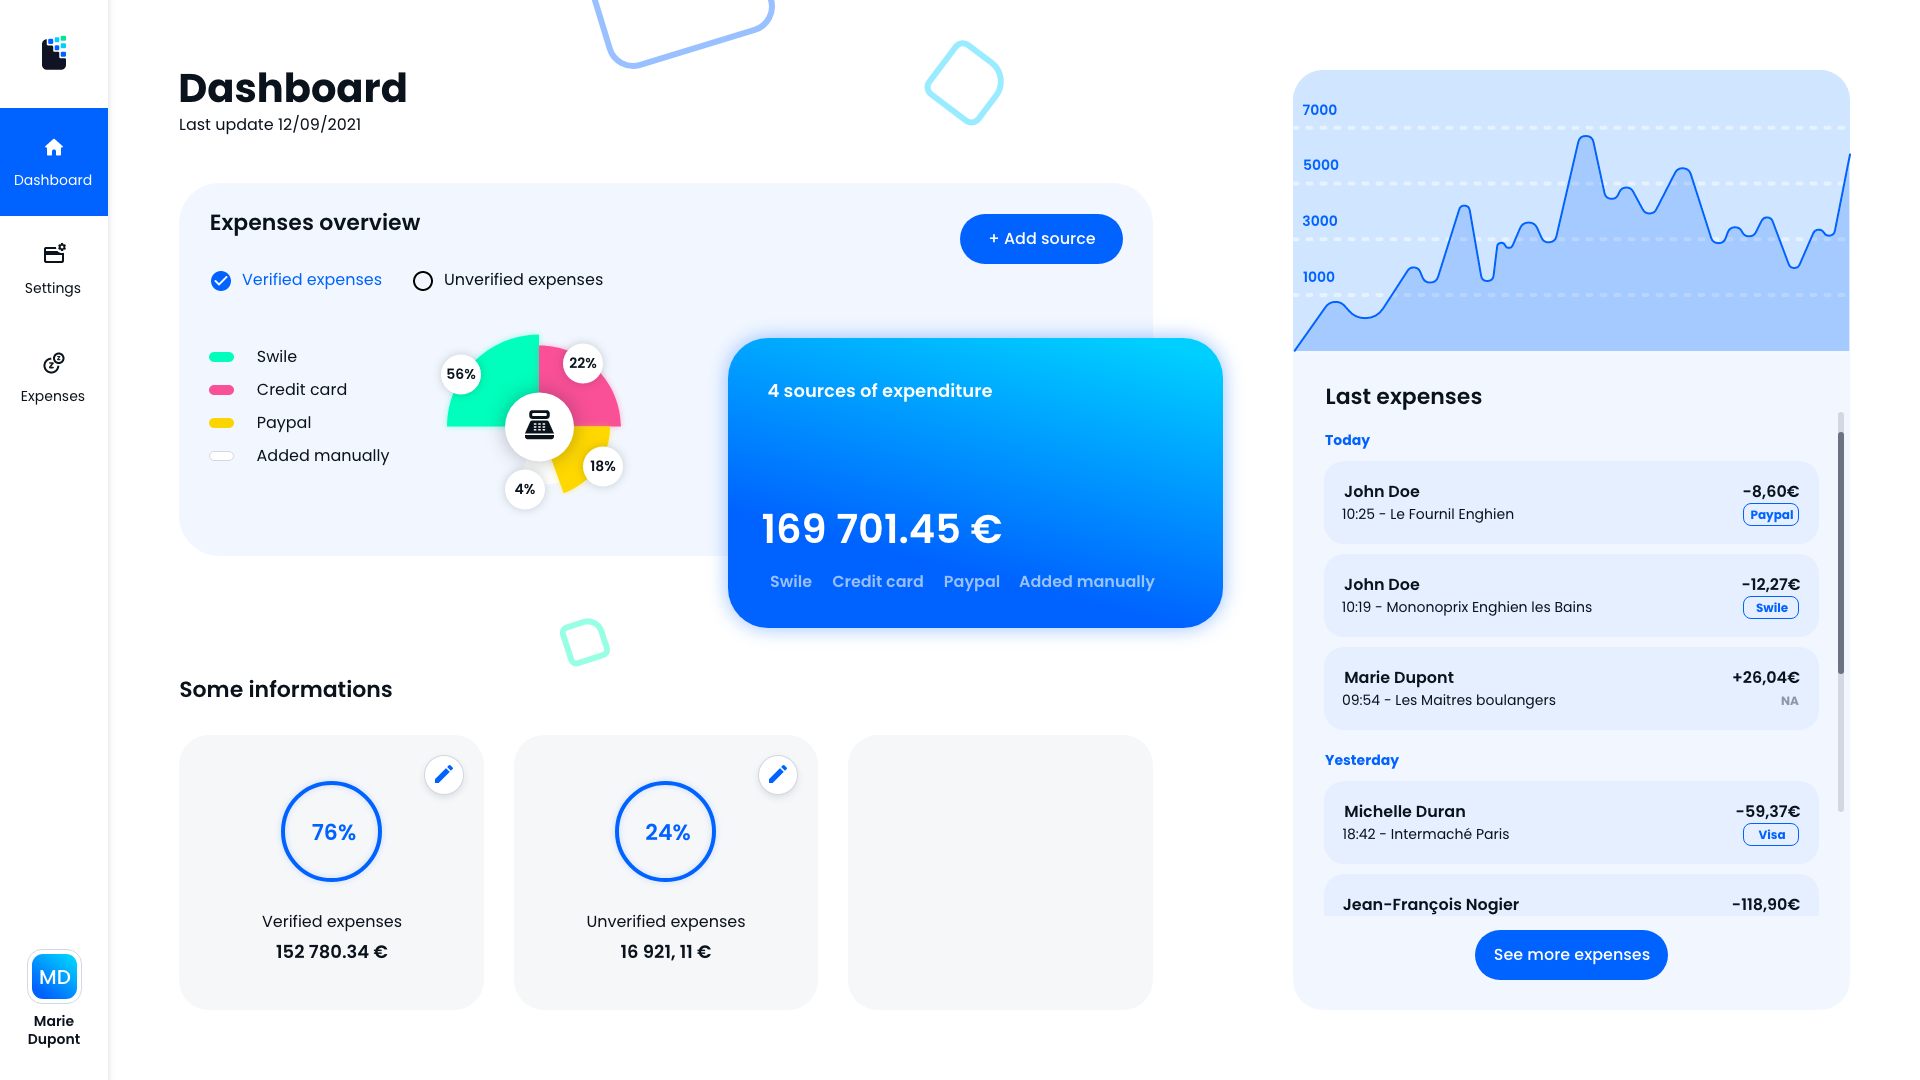 Dashboard
Settings
Expenses
MD
Marie
Dupont
Dashboard
Last update 12/09/2021
Expenses overview
+ Add source
Verified expenses
Unverified expenses
Swile
Credit card
Paypal
Added manually
56%
22%
18%
4%
4 sources of expenditure
169 701.45 €
Swile Credit card Paypal Added manually
Some informations
76%
Verified expenses
152 780.34 €
24%
Unverified expenses
16 921, 11 €
7000
5000
3000
1000
Last expenses
Today
John Doe -8,60€
10:25 - Le Fournil Enghien Paypal
John Doe -12,27€
10:19 - Mononoprix Enghien les Bains Swile
Marie Dupont +26,04€
09:54 - Les Maitres boulangers NA
Yesterday
Michelle Duran -59,37€
18:42 - Intermaché Paris Visa
Jean-François Nogier -118,90€
See more expenses